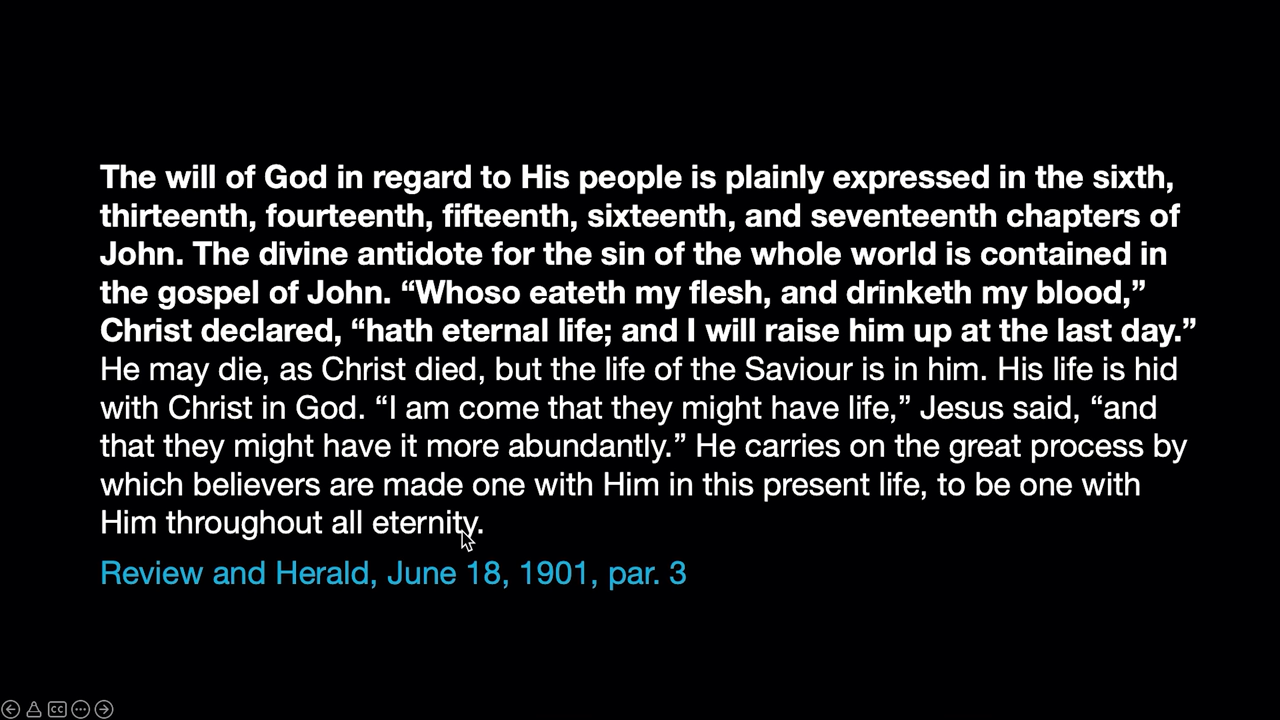 The will of God in regard to His people is plainly expressed in the sixth,
thirteenth, fourteenth, fifteenth, sixteenth, and seventeenth chapters of
John. The divine antidote for the sin of the whole world is contained in
the gospel of John. “Whoso eateth my flesh, and drinketh my blood,”
Christ declared, “hath eternal life; and I will raise him up at the last day.”
He may die, as Christ died, but the life of the Saviour is in him. His life is hid
with Christ in God. “I am come that they might have life,” Jesus said, “and
that they might have it more abundantly.” He carries on the great process by
which believers are made one with Him in this present life, to be one with
Him throughout all eternity.
Review and Herald, June 18, 1901, par. 3
CC